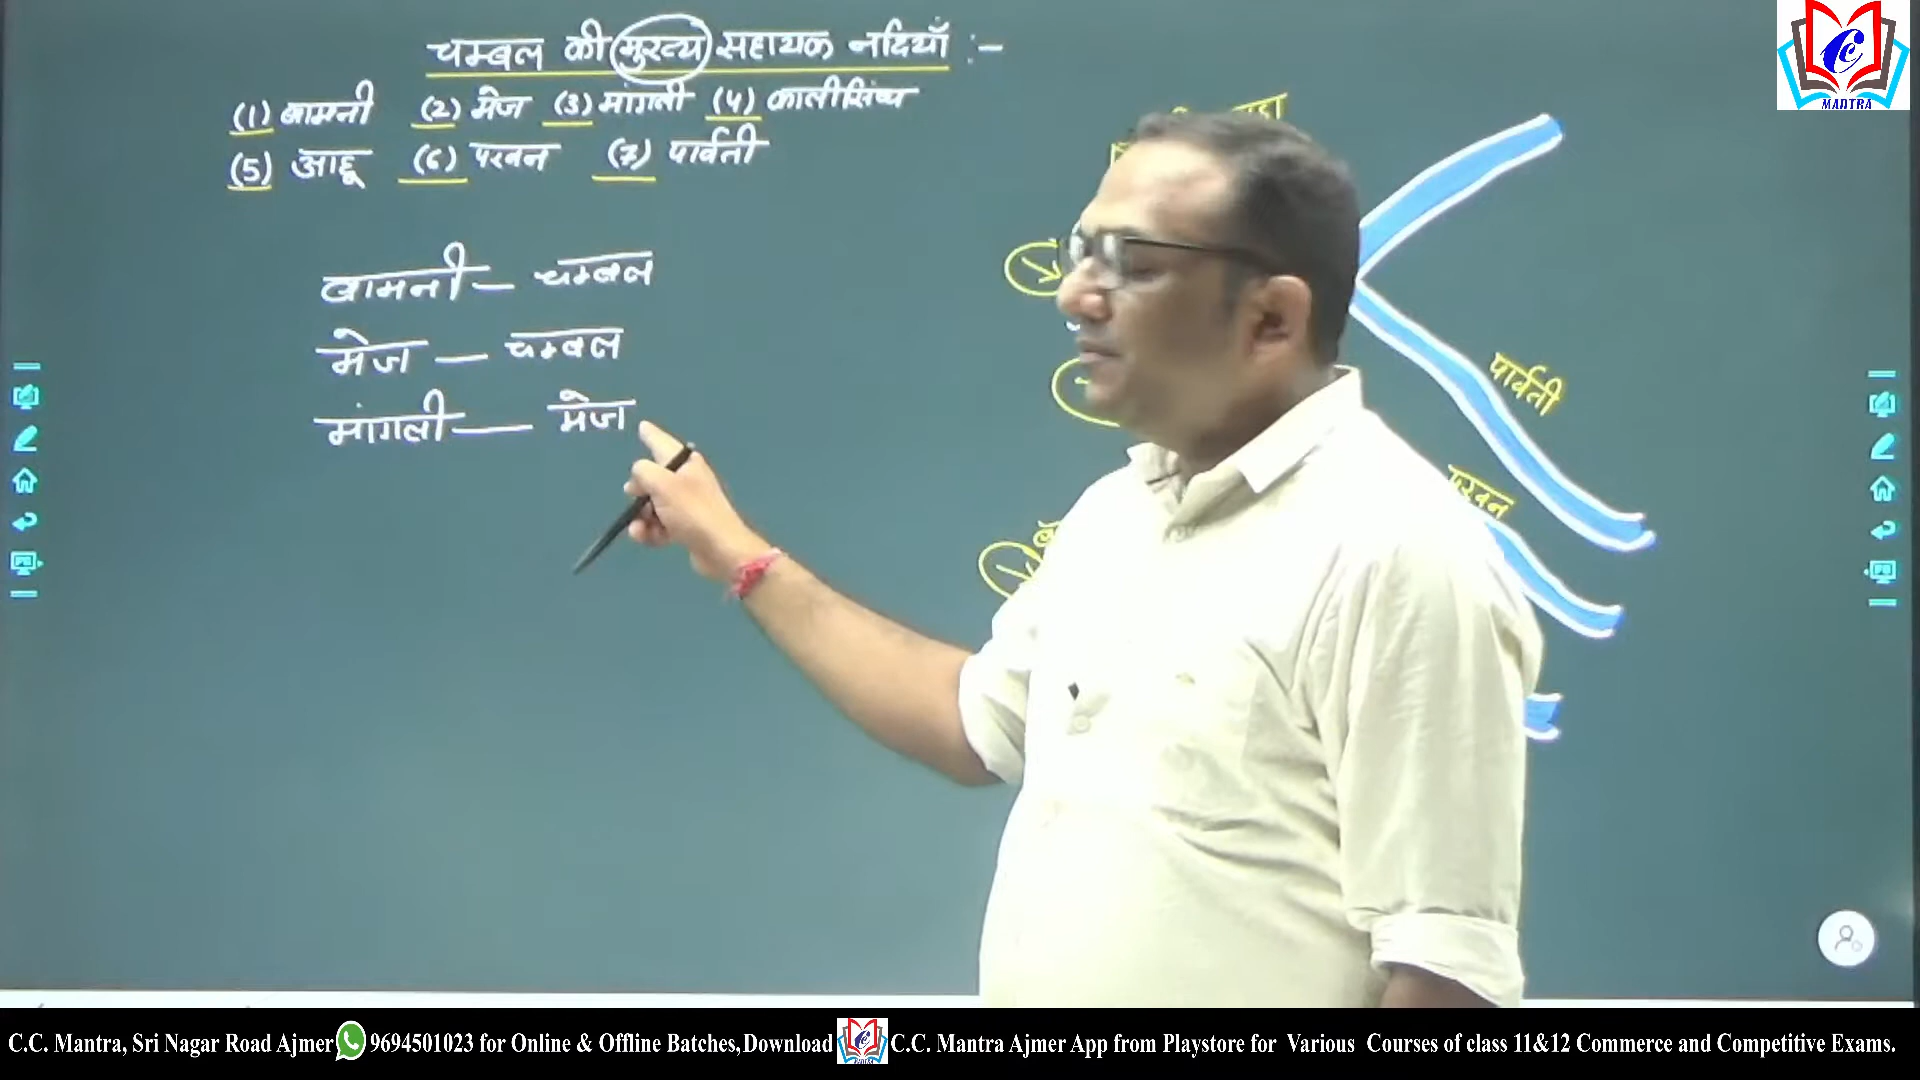 चम्बल की मुख्य सहायक नदियाँ :-
(1) बामनी (2) मेज (3) मांगली (4) कालीसिंध
(5) आहू (6) परवन (7) पार्वती
बामनी - चम्बल
मेज - चम्बल
मांगली - मेज
पार्वती
परवन
MANTRA
C.C. Mantra, Sri Nagar Road Ajmer 9694501023 for Online & Offline Batches, Download C.C. Mantra Ajmer App from Playstore for Various Courses of class 11&12 Commerce and Competitive Exams.